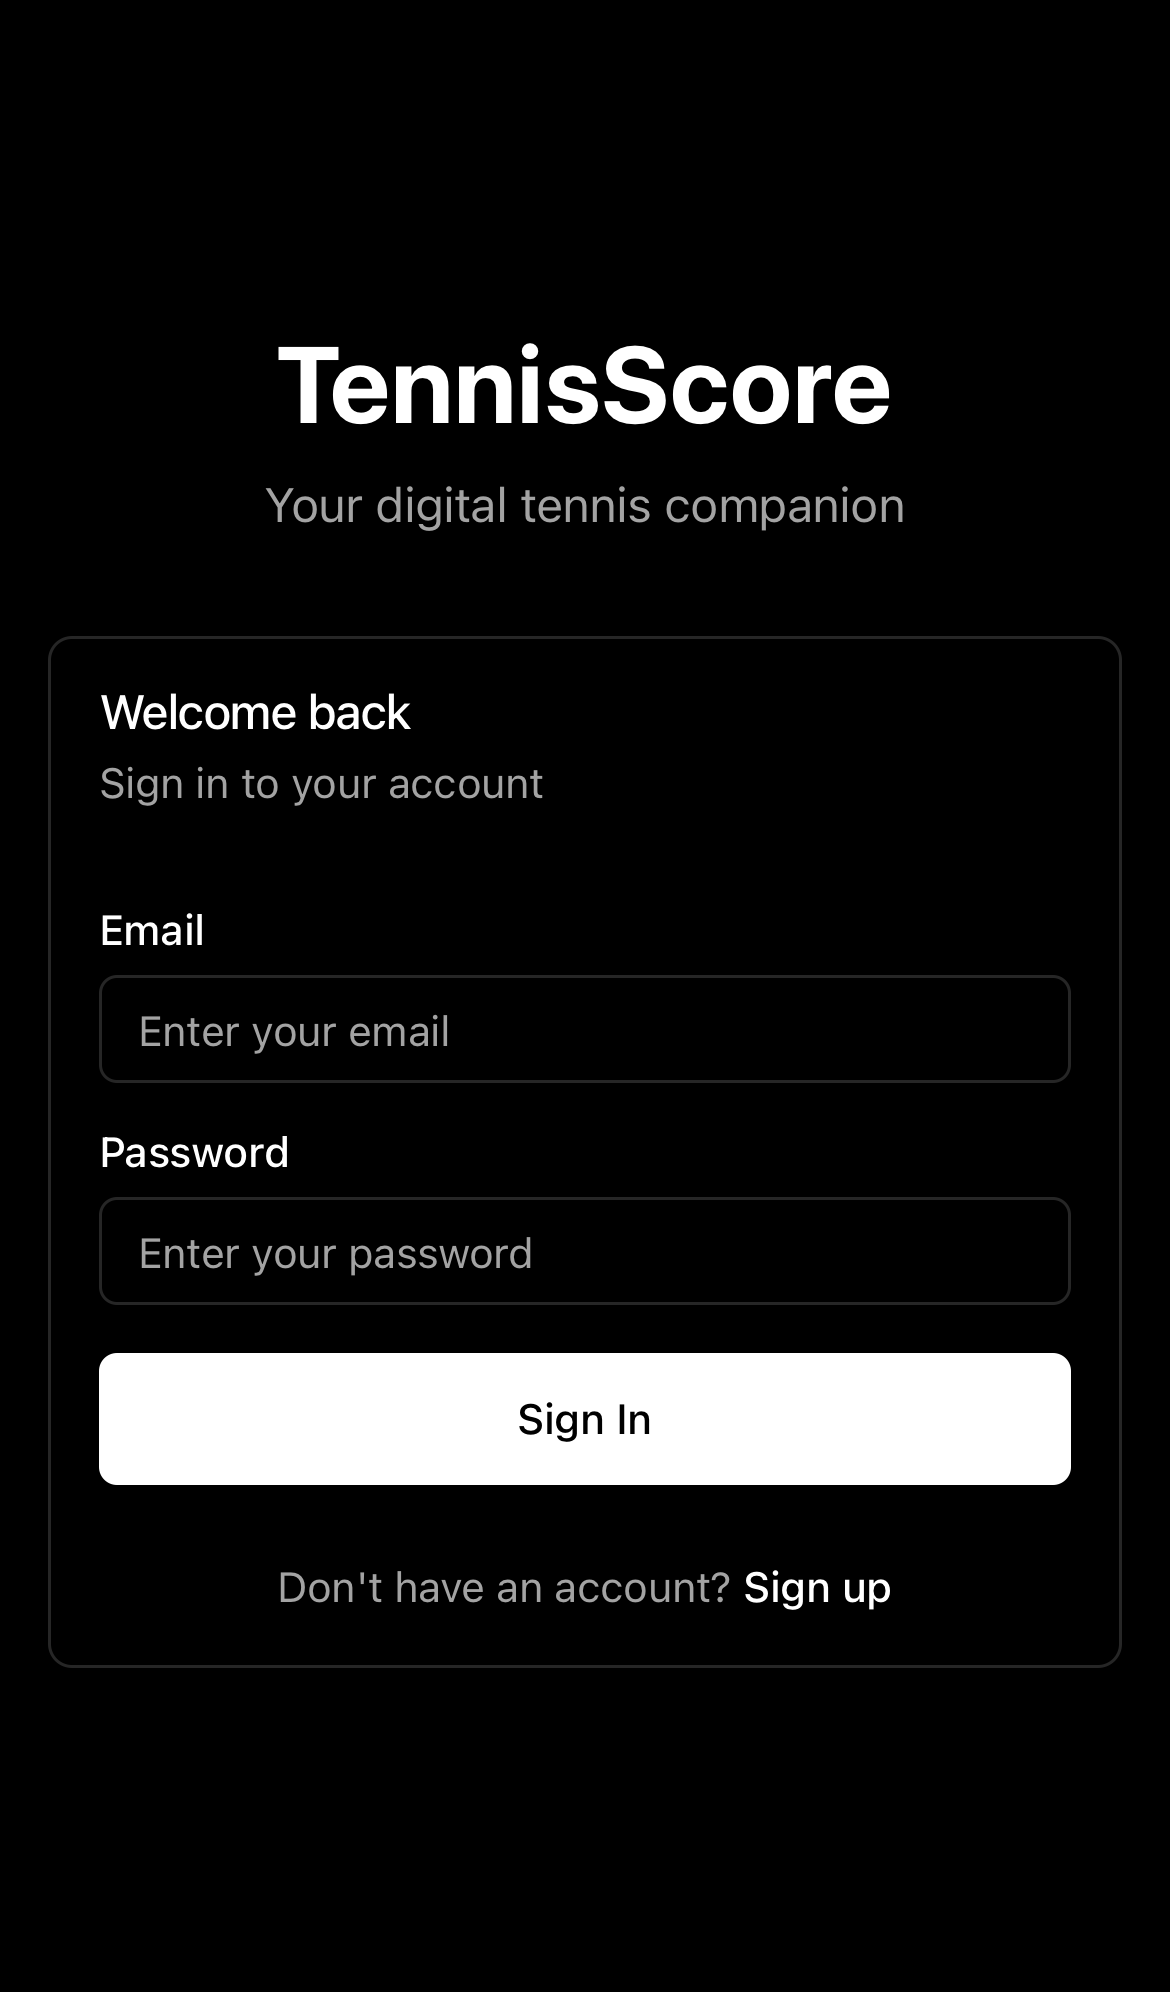 TennisScore
Your digital tennis companion
Welcome back
Sign in to your account
Email
Enter your email
Password
Enter your password
Sign In
Don't have an account? Sign up